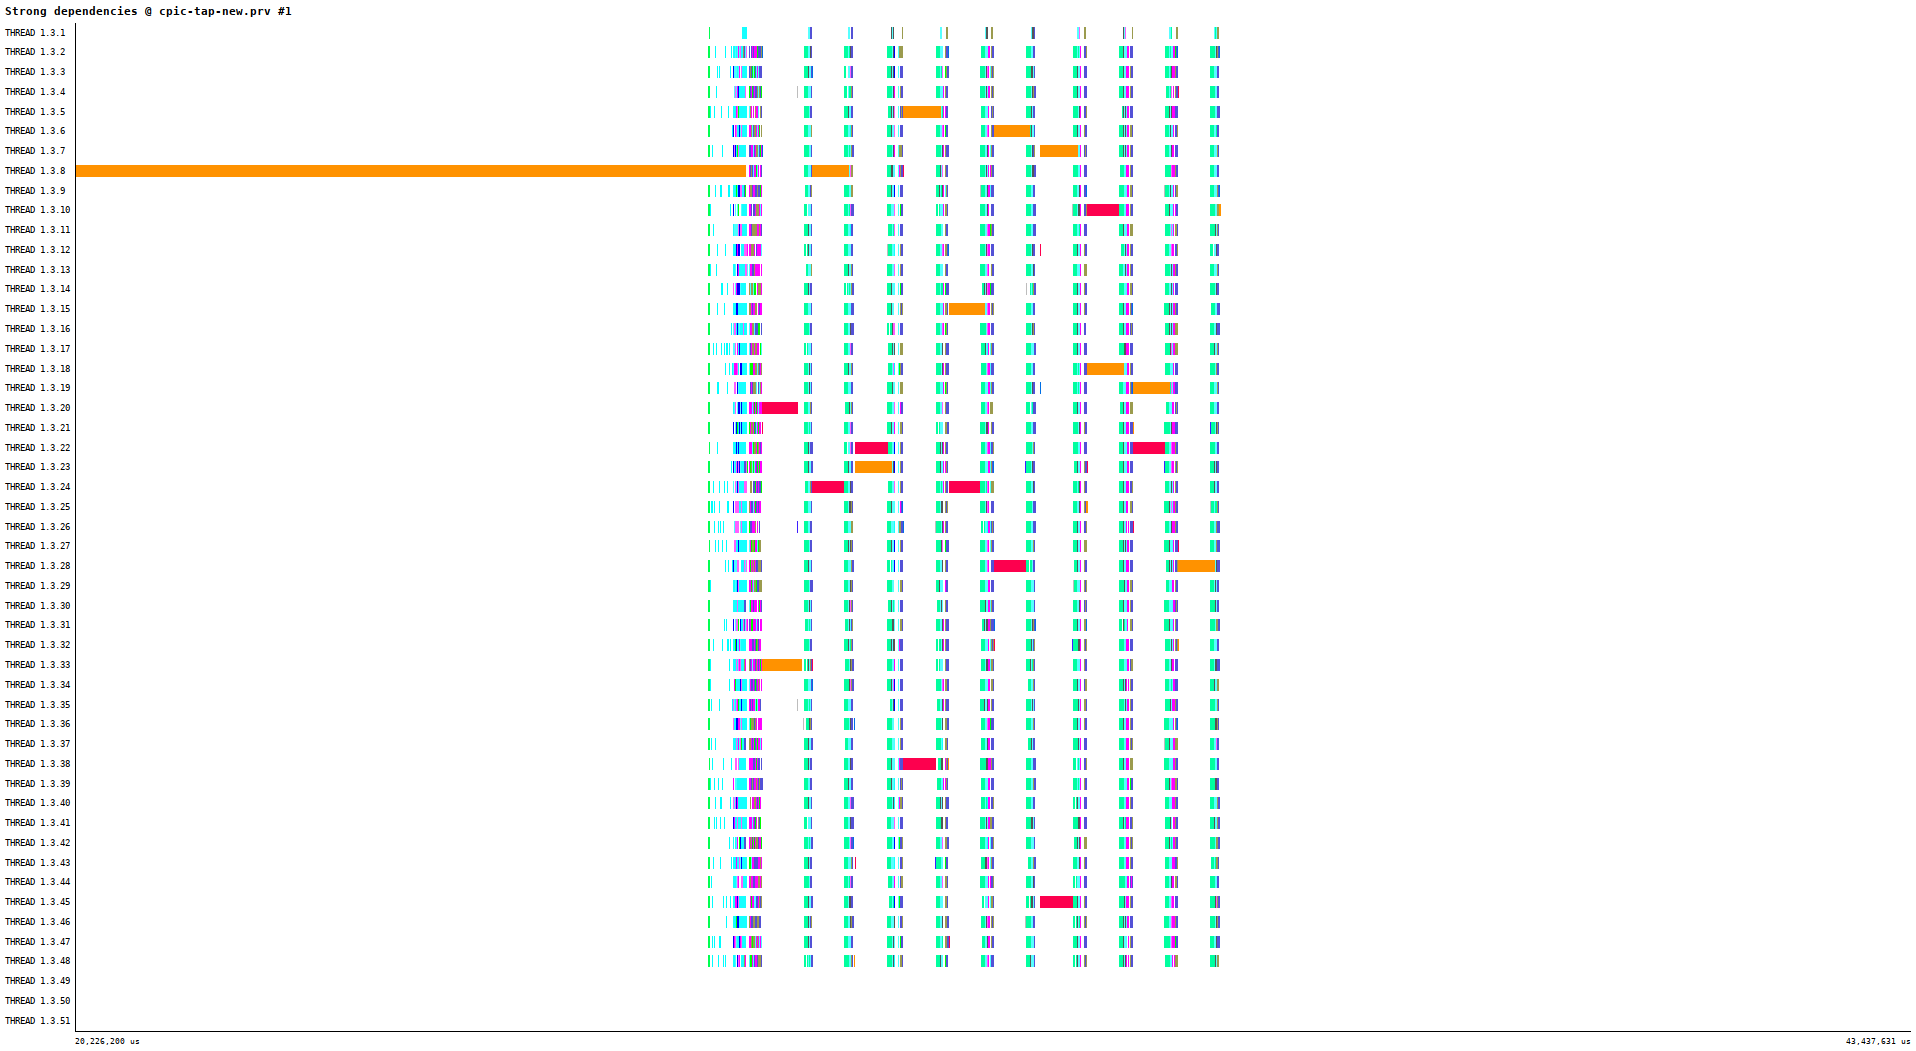 Strong dependencies @ cpic-tap-new.prv #1
THREAD 1.3.1
THREAD 1.3.2
THREAD 1.3.3
THREAD 1.3.4
THREAD 1.3.5
THREAD 1.3.6
THREAD 1.3.7
THREAD 1.3.8
THREAD 1.3.9
THREAD 1.3.10
THREAD 1.3.11
THREAD 1.3.12
THREAD 1.3.13
THREAD 1.3.14
THREAD 1.3.15
THREAD 1.3.16
THREAD 1.3.17
THREAD 1.3.18
THREAD 1.3.19
THREAD 1.3.20
THREAD 1.3.21
THREAD 1.3.22
THREAD 1.3.23
THREAD 1.3.24
THREAD 1.3.25
THREAD 1.3.26
THREAD 1.3.27
THREAD 1.3.28
THREAD 1.3.29
THREAD 1.3.30
THREAD 1.3.31
THREAD 1.3.32
THREAD 1.3.33
THREAD 1.3.34
THREAD 1.3.35
THREAD 1.3.36
THREAD 1.3.37
THREAD 1.3.38
THREAD 1.3.39
THREAD 1.3.40
THREAD 1.3.41
THREAD 1.3.42
THREAD 1.3.43
THREAD 1.3.44
THREAD 1.3.45
THREAD 1.3.46
THREAD 1.3.47
THREAD 1.3.48
THREAD 1.3.49
THREAD 1.3.50
THREAD 1.3.51
20,226,200 us
43,437,631 us